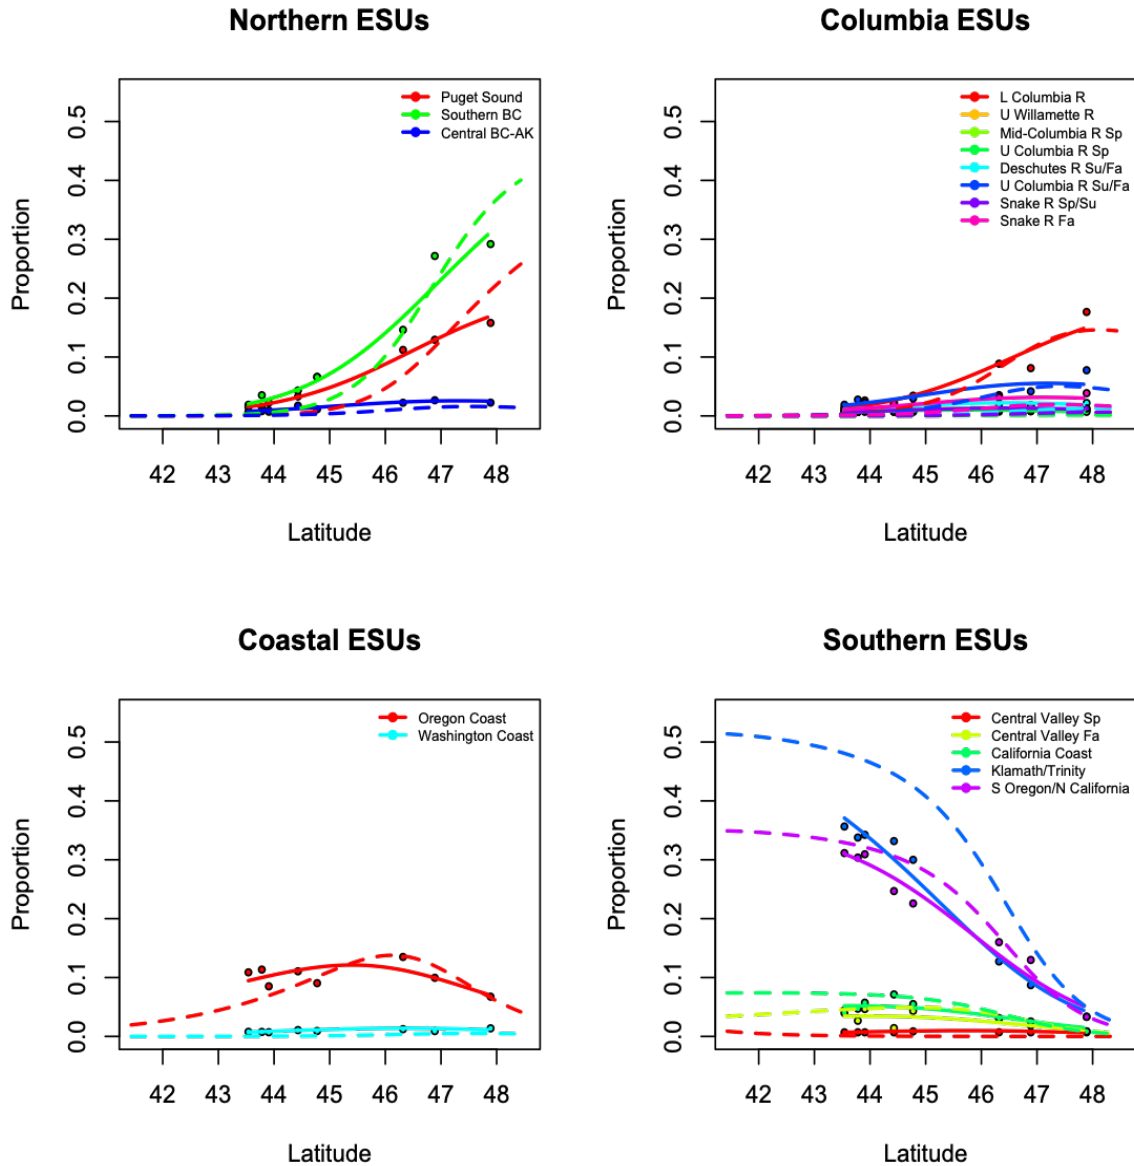 Northern ESUs
Proportion
0.5
0.4
0.3
0.2
0.1
0.0
Puget Sound
Southern BC
Central BC-AK
42 43 44 45 46 47 48
Latitude
Columbia ESUs
Proportion
0.5
0.4
0.3
0.2
0.1
0.0
L Columbia R
U Willamette R
Mid-Columbia R Sp
U Columbia R Sp
Deschutes R Su/Fa
U Columbia R Su/Fa
Snake R Sp/Su
Snake R Fa
42 43 44 45 46 47 48
Latitude
Coastal ESUs
Proportion
0.5
0.4
0.3
0.2
0.1
0.0
Oregon Coast
Washington Coast
42 43 44 45 46 47 48
Latitude
Southern ESUs
Proportion
0.5
0.4
0.3
0.2
0.1
0.0
Central Valley Sp
Central Valley Fa
California Coast
Klamath/Trinity
S Oregon/N California
42 43 44 45 46 47 48
Latitude